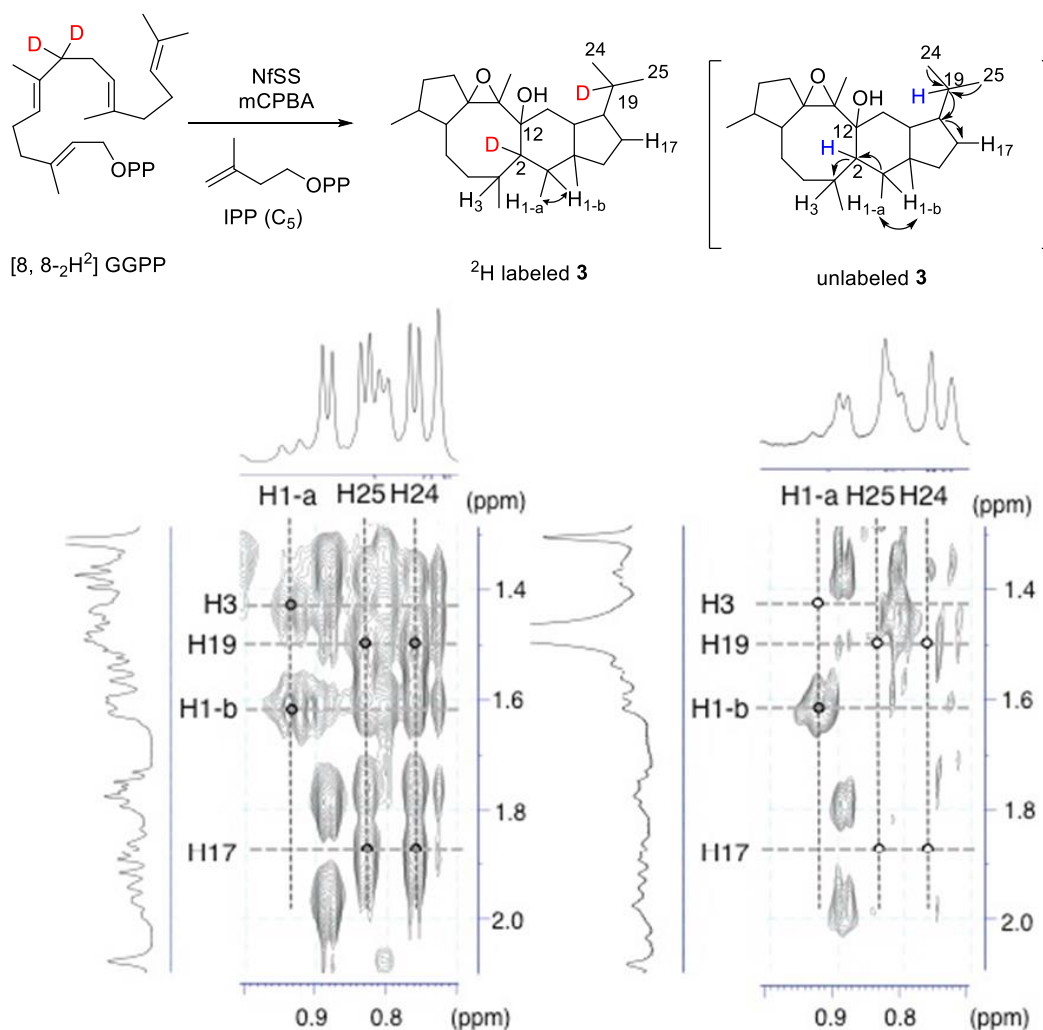 D D
NfSS
mCPBA
OPP
OPP
IPP (C5)
[8, 8-2H2] GGPP
O
OH
24
25
D
19
12
D
2
H17
H3
H1-a
H1-b
2H labeled 3
O
OH
24
19
25
H
12
H
2
H17
H3
H1-a
H1-b
unlabeled 3
H1-a H25 H24 (ppm)
H3
H19
H1-b
H17
1.4
1.6
1.8
2.0
0.9 0.8 (ppm)
H1-a H25 H24 (ppm)
H3
H19
H1-b
H17
1.4
1.6
1.8
2.0
0.9 0.8 (ppm)